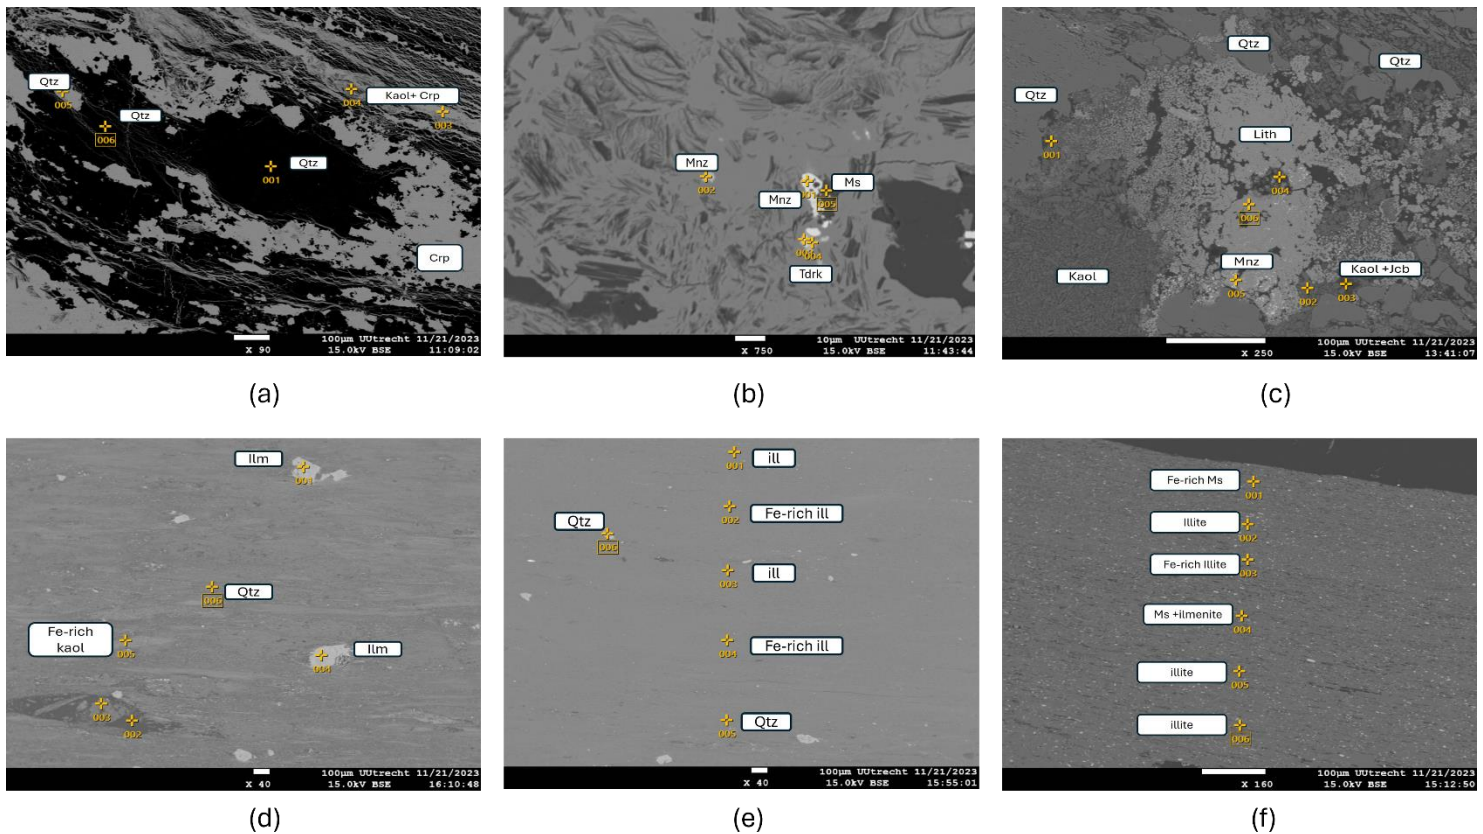 Qtz
005
Qtz
006
Qtz
001
004
Kaol+ Crp
003
Crp
100µm UUtrecht 11/21/2023
X 90 15.0kV BSE 11:09:02
(a)
Mnz
002
Mnz
Ms
005
004
Tdrk
10µm UUtrecht 11/21/2023
X 750 15.0kV BSE 11:43:44
(b)
Qtz
Qtz
Qtz
001
Lith
004
006
Mnz
Kaol
Kaol +Jcb
005
002
003
100µm UUtrecht 11/21/2023
X 250 15.0kV BSE 13:41:07
(c)
Ilm
001
006
Qtz
Fe-rich
kaol
005
Ilm
004
003
002
100µm UUtrecht 11/21/2023
X 40 15.0kV BSE 16:10:48
(d)
001
ill
002
Fe-rich ill
Qtz
006
003
ill
004
Fe-rich ill
005
Qtz
100µm UUtrecht 11/21/2023
X 40 15.0kV BSE 15:55:01
(e)
Fe-rich Ms
001
Illite
002
Fe-rich Illite
003
Ms +ilmenite
004
illite
005
illite
006
100µm UUtrecht 11/21/2023
X 160 15.0kV BSE 15:12:50
(f)